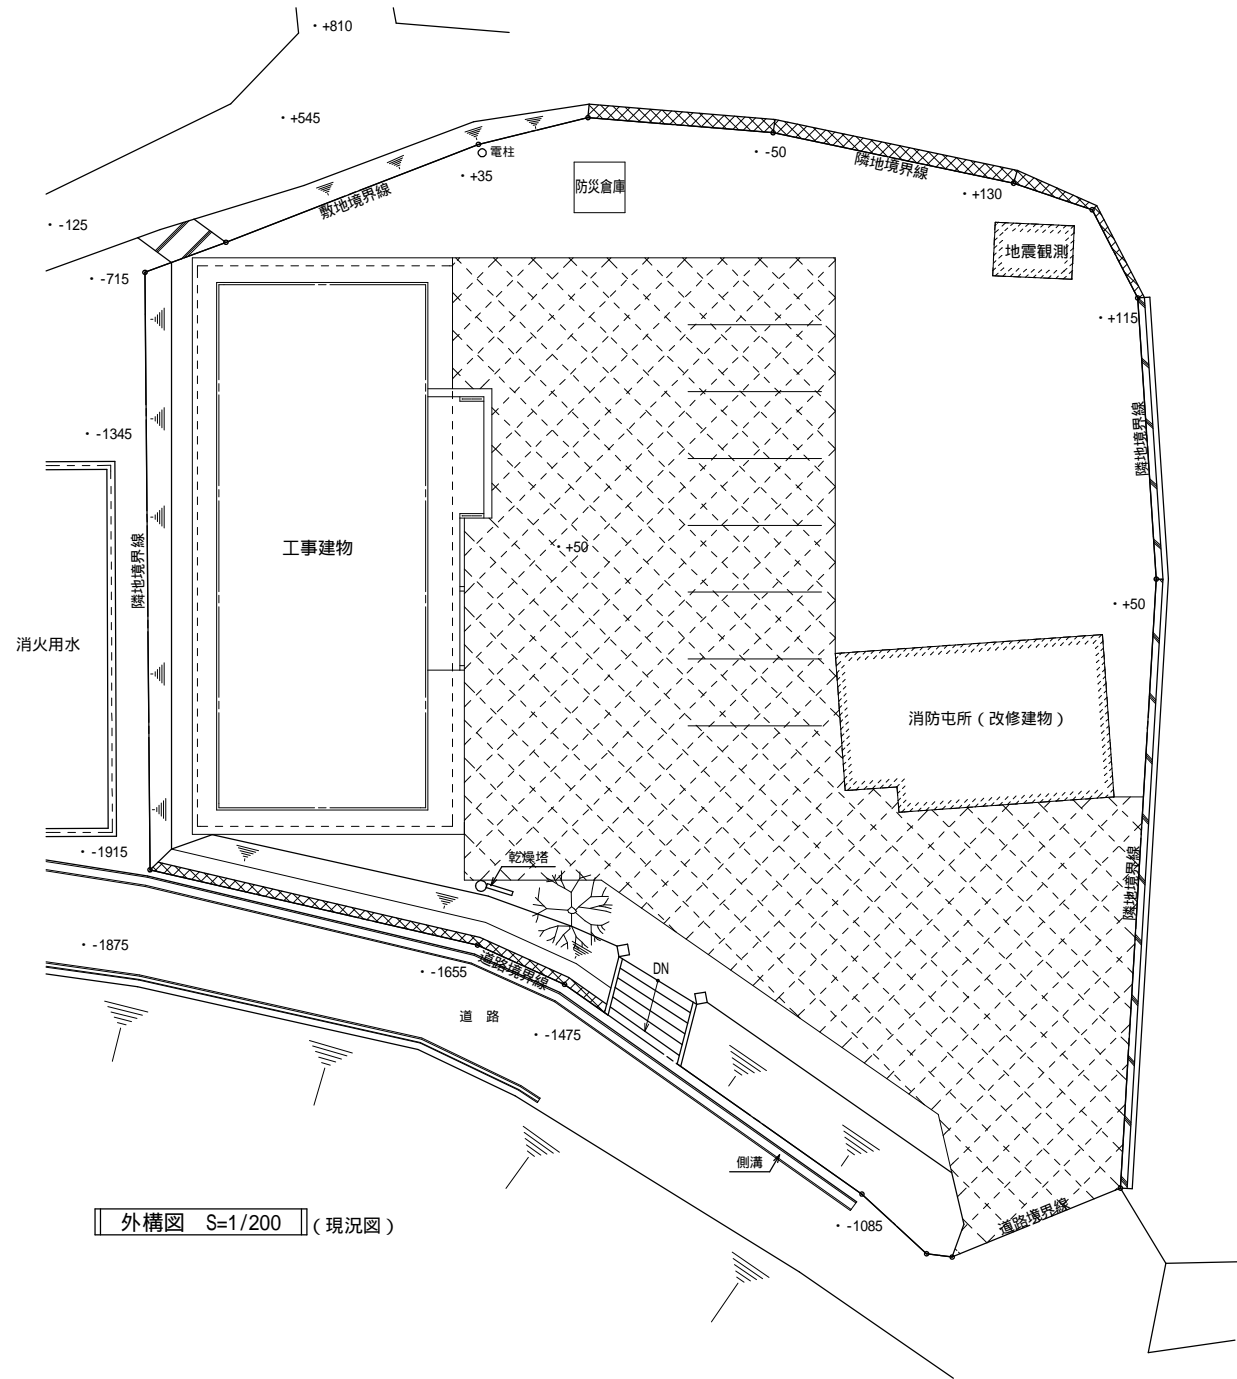 ・+810
・+545
電柱
・-50
隣地境界線
・+35
防災倉庫
・+130
敷地境界線
・-125
地震観測
・-715
・+115
隣地境界線
・-1345
工事建物
・+50
隣地境界線
・+50
消火用水
消防屯所（改修建物）
・-1915
乾燥塔
隣地境界線
・-1875
道路境界線
・-1655
DN
道 路
・-1475
側溝
道路境界線
外構図 S=1/200 (現況図)
・-1085